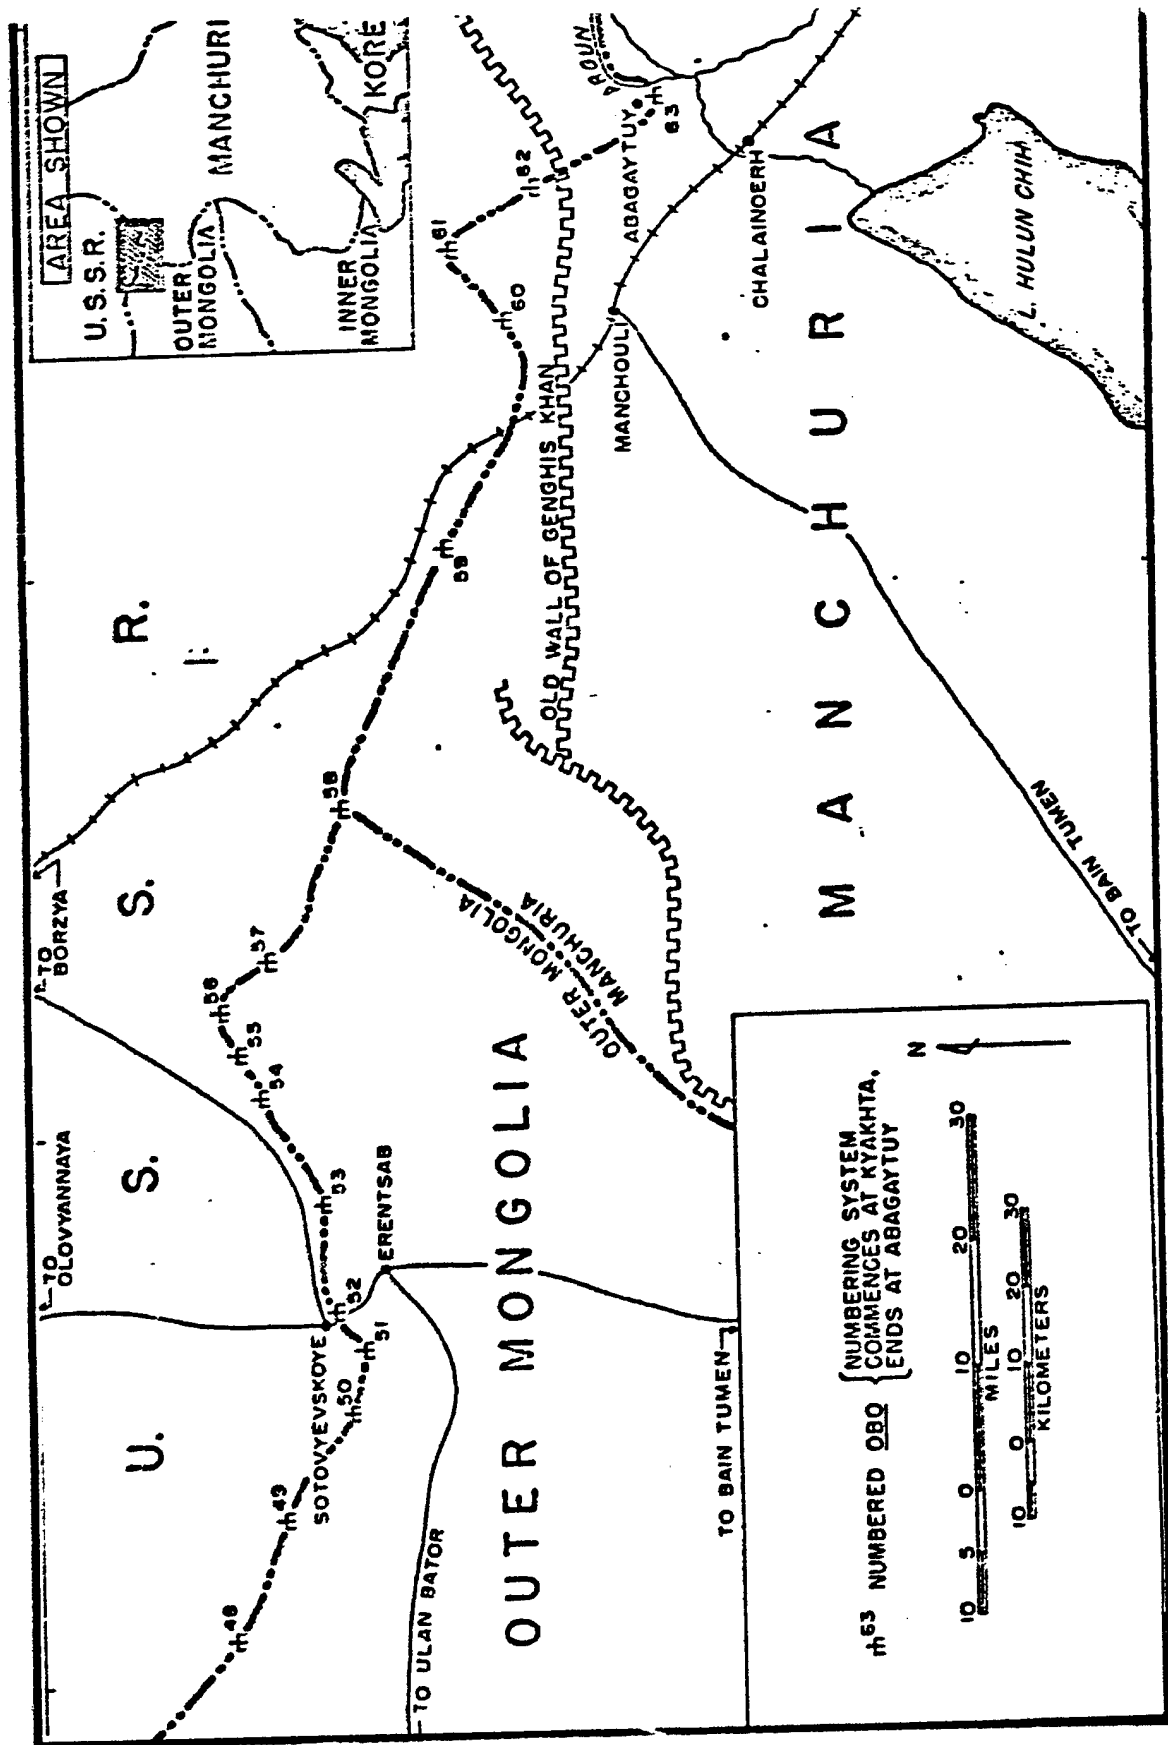 AREA SHOWN
U.S.S.R.
MANCHURI
OUTER
MONGOLIA
INNER
MONGOLIA
KORE
U. S. S. R.
TO
OLOVYANNAYA
TO
BORZYA
48
49
50
51
52
53
54
55
56
57
58
59
60
61
62
63
SOTOVYEVSKOYE
ERENTSAB
TO ULAN BATOR
OUTER MONGOLIA
OUTER MONGOLIA
MANCHURIA
OLD WALL OF GENGHIS KHAN
ABAGAYTUY
AROUN
MANCHOULI
CHALAINOERH
L. HULUN CHIH
MANCHURIA
TO BAIN TUMEN
TO BAIN TUMEN
63 NUMBERED OBO
NUMBERING SYSTEM
COMMENCES AT KYAKHTA,
ENDS AT ABAGAYTUY
N
10 5 0 10 20 30
MILES
10 0 10 20 30
KILOMETERS